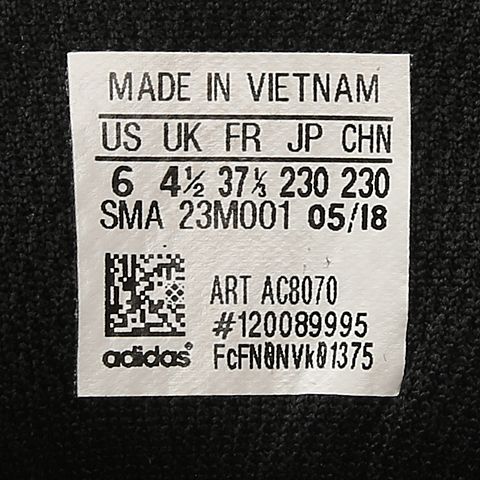 MADE IN VIETNAM
US UK FR JP CHN
6 4½ 37⅓ 230 230
SMA 23M001 05/18
ART AC8070
#120089995
adidas® FcFN0NVk01375